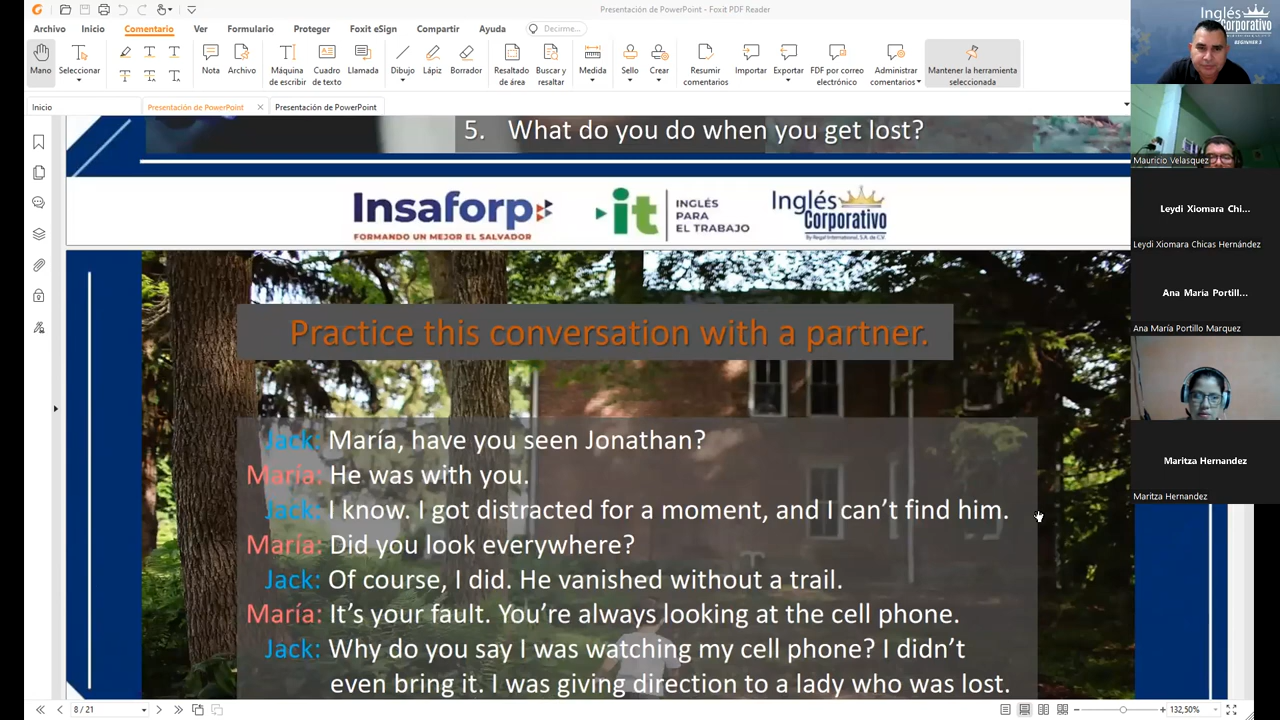 Presentación de PowerPoint - Foxit PDF Reader
Archivo Inicio Comentario Ver Formulario Proteger Foxit eSign Compartir Ayuda Decirme...
Mano
Seleccionar
Nota
Archivo
Máquina de escribir
Cuadro de texto
Llamada
Dibujo
Lápiz
Borrador
Resaltado de área
Buscar y resaltar
Medida
Sello
Crear
Resumir comentarios
Importar
Exportar
PDF por correo electrónico
Administrar comentarios
Mantener la herramienta seleccionada
Inicio
Presentación de PowerPoint
Presentación de PowerPoint
5. What do you do when you get lost?
Insaforp
FORMANDO UN MEJOR EL SALVADOR
it
INGLÉS
PARA
EL TRABAJO
Inglés
Corporativo
By Regal International, S.A. de C.V.
Practice this conversation with a partner.
Jack: María, have you seen Jonathan?
María: He was with you.
Jack: I know. I got distracted for a moment, and I can't find him.
María: Did you look everywhere?
Jack: Of course, I did. He vanished without a trail.
María: It's your fault. You're always looking at the cell phone.
Jack: Why do you say I was watching my cell phone? I didn't
even bring it. I was giving direction to a lady who was lost.
8 / 21
132,50%
Inglés
Corporativo
BEGINNER 2
Mauricio Velasquez
Leydi Xiomara Chi...
Leydi Xiomara Chicas Hernández
Ana Maria Portill...
Ana María Portillo Marquez
Maritza Hernandez
Maritza Hernandez